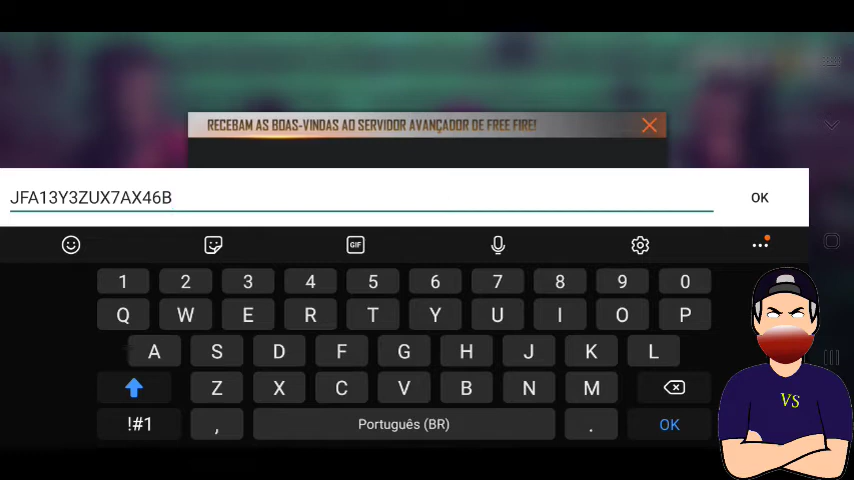 RECEBAM AS BOAS-VINDAS AO SERVIDOR AVANÇADOR DE FREE FIRE!
JFA13Y3ZUX7AX46B
OK
GIF
1 2 3 4 5 6 7 8 9 0
Q W E R T Y U I O P
A S D F G H J K L
Z X C V B N M
!#1 , Português (BR) . OK
VS